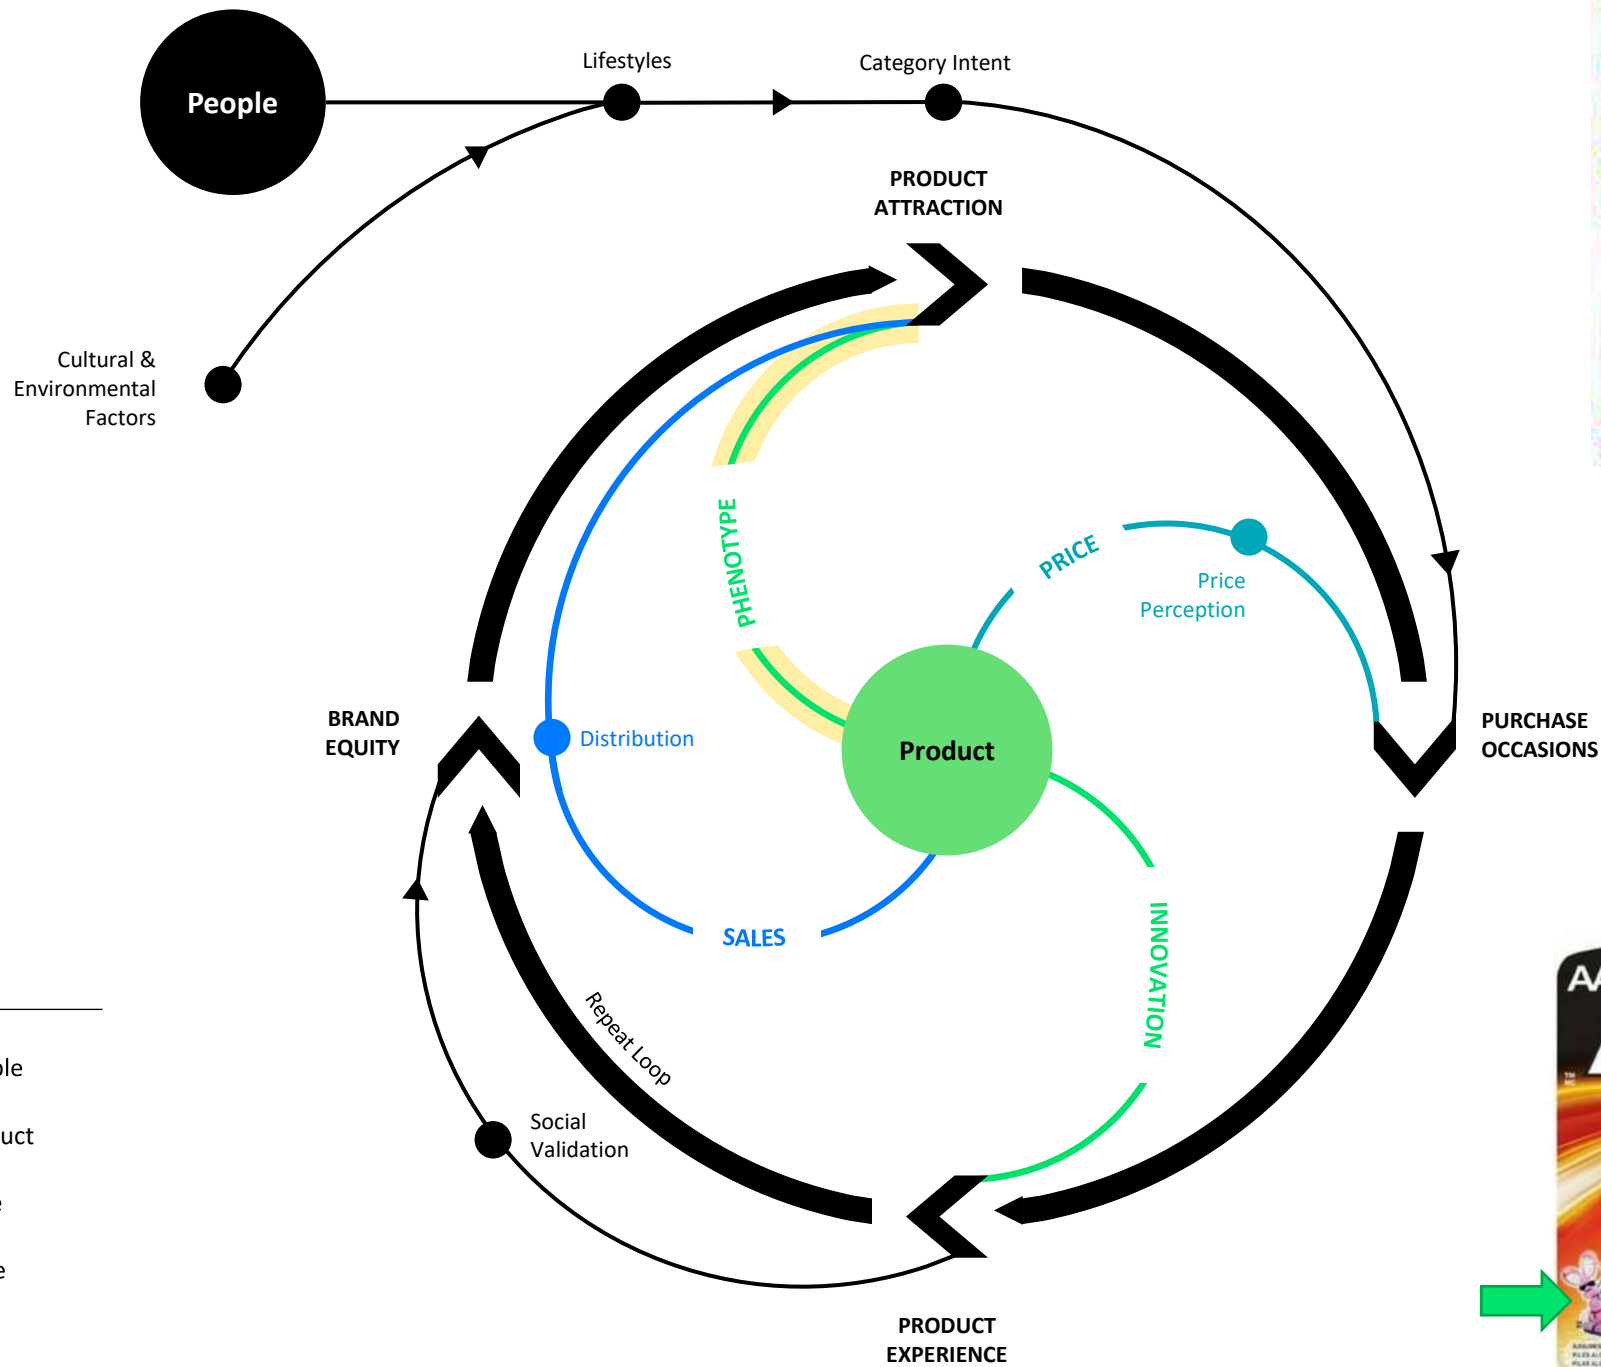 Lifestyles
Category Intent
People
PRODUCT
ATTRACTION
Cultural &
Environmental
Factors
PHENOTYPE
PRICE
Price
Perception
BRAND
EQUITY
Distribution
Product
PURCHASE
OCCASIONS
SALES
INNOVATION
Repeat Loop
Social
Validation
PRODUCT
EXPERIENCE